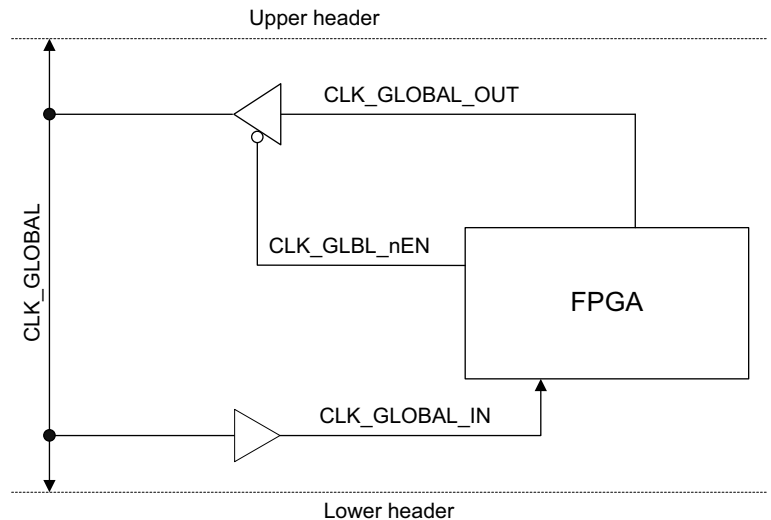 Upper header
CLK_GLOBAL_OUT
CLK_GLBL_nEN
FPGA
CLK_GLOBAL
CLK_GLOBAL_IN
Lower header